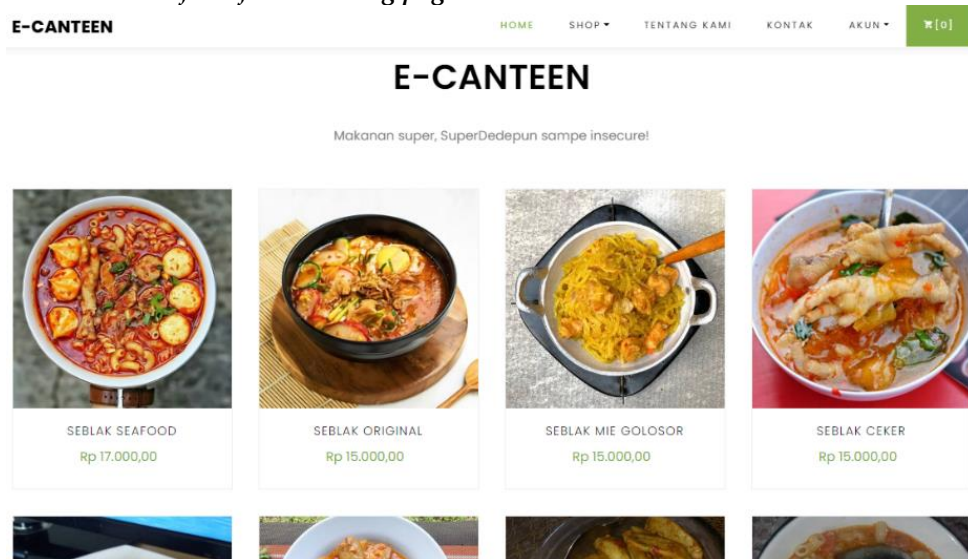 E-CANTEEN
HOME SHOP TENTANG KAMI KONTAK AKUN [0]
E-CANTEEN
Makanan super, SuperDedepun sampe insecure!
SEBLAK SEAFOOD
Rp 17.000,00
SEBLAK ORIGINAL
Rp 15.000,00
SEBLAK MIE GOLOSOR
Rp 15.000,00
SEBLAK CEKER
Rp 15.000,00